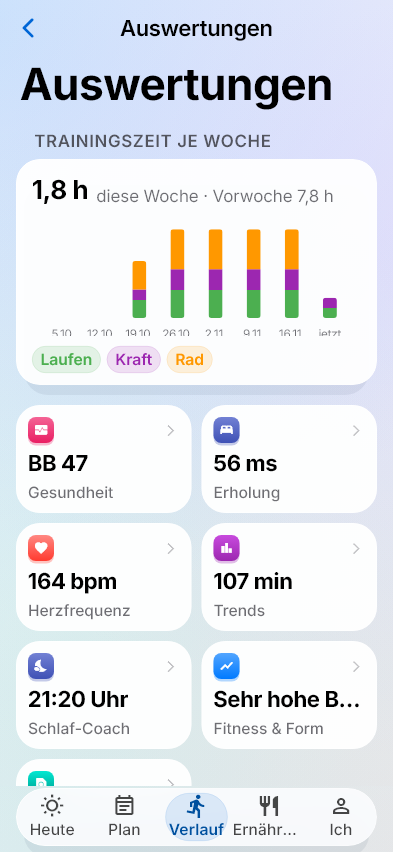 Auswertungen
Auswertungen
TRAININGSZEIT JE WOCHE
1,8 h diese Woche · Vorwoche 7,8 h
5.10 12.10 19.10 26.10 2.11 9.11 16.11 jetzt
Laufen Kraft Rad
BB 47
Gesundheit
56 ms
Erholung
164 bpm
Herzfrequenz
107 min
Trends
21:20 Uhr
Schlaf-Coach
Sehr hohe B...
Fitness & Form
Heute Plan Verlauf Ernähr... Ich